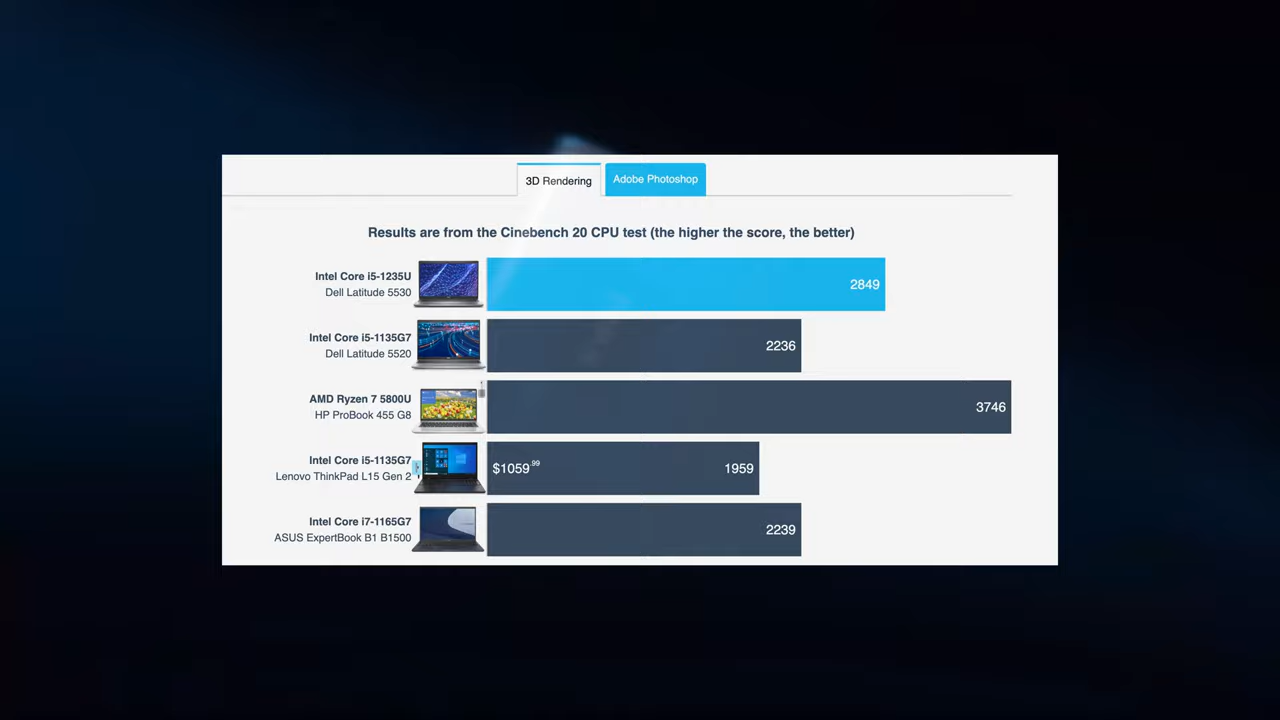 3D Rendering
Adobe Photoshop
Results are from the Cinebench 20 CPU test (the higher the score, the better)
Intel Core i5-1235U
Dell Latitude 5530
2849
Intel Core i5-1135G7
Dell Latitude 5520
2236
AMD Ryzen 7 5800U
HP ProBook 455 G8
3746
Intel Core i5-1135G7
Lenovo ThinkPad L15 Gen 2
$1059.99
1959
Intel Core i7-1165G7
ASUS ExpertBook B1 B1500
2239